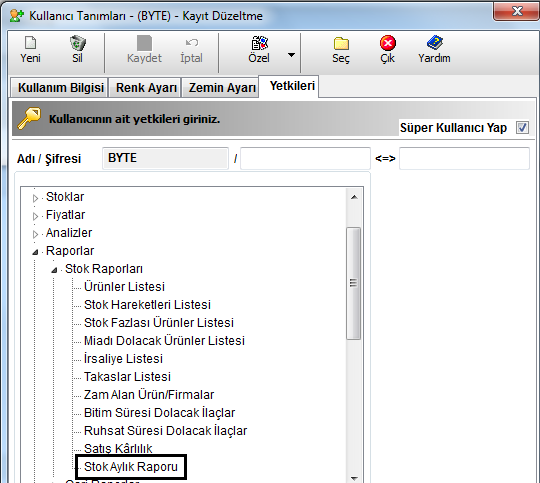 Kullanıcı Tanımları - (BYTE) - Kayıt Düzeltme
Yeni Sil Kaydet İptal Özel Seç Çık Yardım
Kullanım Bilgisi Renk Ayarı Zemin Ayarı Yetkileri
Kullanıcının ait yetkileri giriniz.
Süper Kullanıcı Yap
Adı / Şifresi BYTE / <=>
Stoklar
Fiyatlar
Analizler
Raporlar
Stok Raporları
Ürünler Listesi
Stok Hareketleri Listesi
Stok Fazlası Ürünler Listesi
Miadı Dolacak Ürünler Listesi
İrsaliye Listesi
Takaslar Listesi
Zam Alan Ürün/Firmalar
Bitim Süresi Dolacak İlaçlar
Ruhsat Süresi Dolacak İlaçlar
Satış Kârlılık
Stok Aylık Raporu